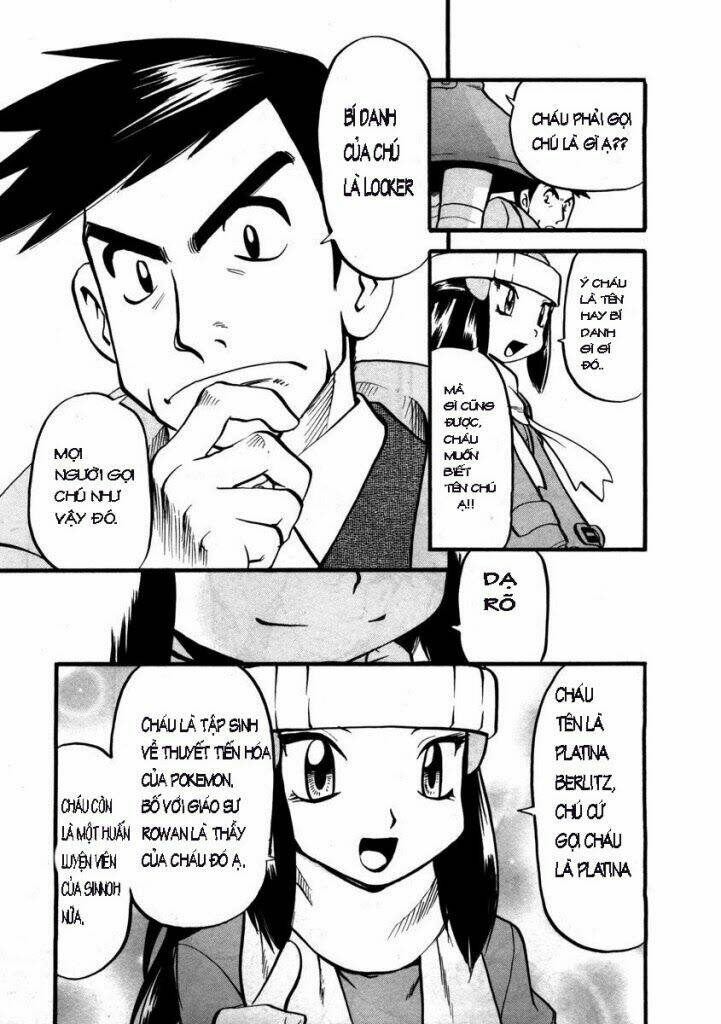 CHÁU PHẢI GỌI
CHÚ LÀ GÌ Ạ??
Ý CHÁU
LÀ TÊN
HAY BÍ
DANH
GÌ GÍ
ĐÓ..
MÀ
GÌ CŨNG
ĐƯỢC,
CHÁU
MUỐN
BIẾT
TÊN CHÚ
Ạ!!
BÍ DANH
CỦA CHÚ
LÀ LOCKER
MỌI
NGƯỜI GỌI
CHÚ NHƯ
VẬY ĐÓ.
DẠ
RÕ
CHÁU
TÊN LÀ
PLATINA
BERLITZ,
CHÚ CỨ
GỌI CHÁU
LÀ PLATINA
CHÁU LÀ TẬP SINH
VỀ THUYẾT TIẾN HÓA
CỦA POKEMON.
BỐ VỚI GIÁO SƯ
ROWAN LÀ THẦY
CỦA CHÁU ĐÓ Ạ.
CHÁU CÒN
LÀ MỘT HUẤN
LUYỆN VIÊN
CỦA SINNOH
NỮA.